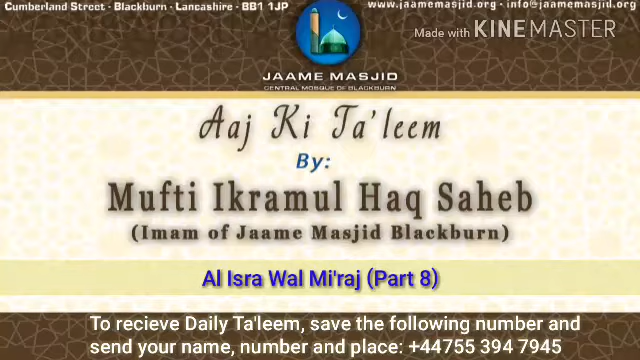 Cumberland Street - Blackburn - Lancashire - BB1 1JP
www.jaamemasjid.org - info@jaamemasjid.org
Made with KINEMASTER
JAAME MASJID
CENTRAL MOSQUE OF BLACKBURN
Aaj Ki Ta'leem
By:
Mufti Ikramul Haq Saheb
(Imam of Jaame Masjid Blackburn)
Al Isra Wal Mi'raj (Part 8)
To recieve Daily Ta'leem, save the following number and
send your name, number and place: +44755 394 7945